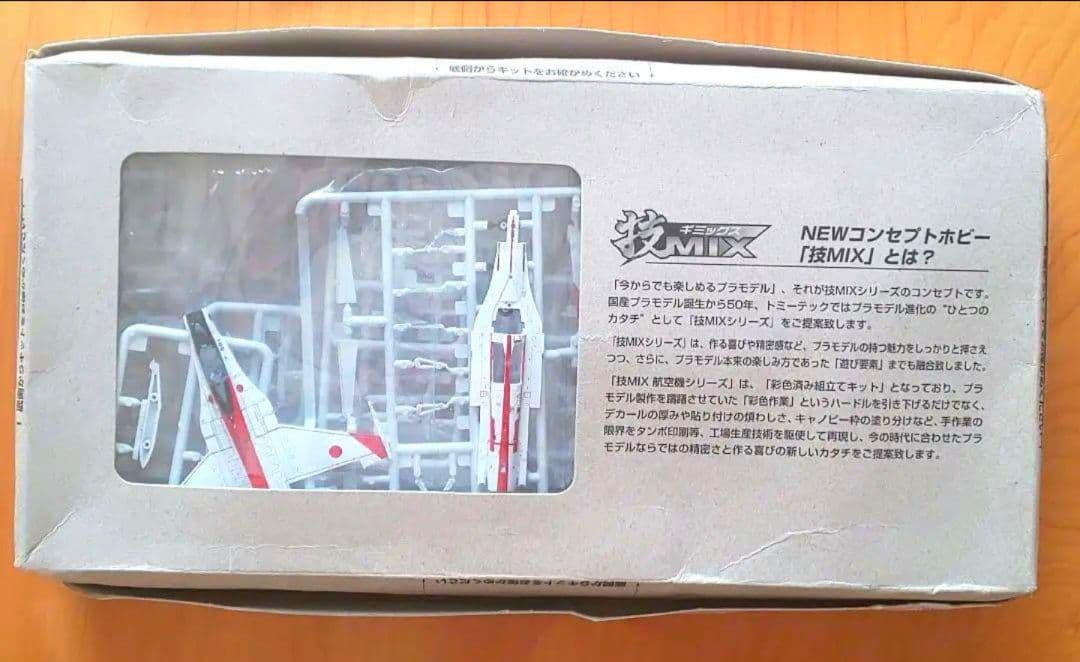 底側からキットをお確かめください
技MIX
ギミックス
NEWコンセプトホビー
「技MIX」とは？
「今からでも楽しめるプラモデル」、それが技MIXシリーズのコンセプトです。
国産プラモデル誕生から50年、トミーテックではプラモデル進化の“ひとつの
カタチ”として「技MIXシリーズ」をご提案致します。
「技MIXシリーズ」は、作る喜びや精密感など、プラモデルの持つ魅力をしっかりと押さえ
つつ、さらに、プラモデル本来の楽しみ方であった「遊び要素」までも融合致しました。
「技MIX 航空機シリーズ」は、「彩色済み組立てキット」となっており、プラ
モデル製作を躊躇させていた「彩色作業」というハードルを引き下げるだけでなく、
デカールの厚みや貼り付けの煩わしさ、キャノピー枠の塗り分けなど、手作業の
限界をタンポ印刷等、工場生産技術を駆使して再現し、今の時代に合わせたプラ
モデルならではの精密さと作る喜びの新しいカタチをご提案致します。
底側からキットをお確かめください